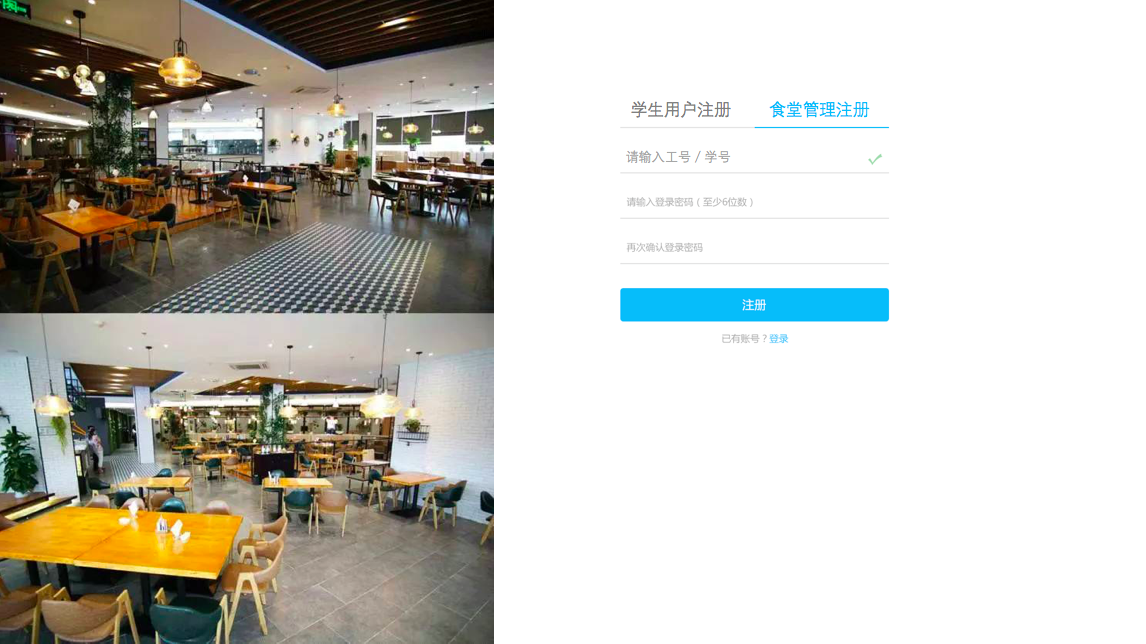 学生用户注册 食堂管理注册
请输入工号 / 学号
请输入登录密码 ( 至少6位数 )
再次确认登录密码
注册
已有账号？登录